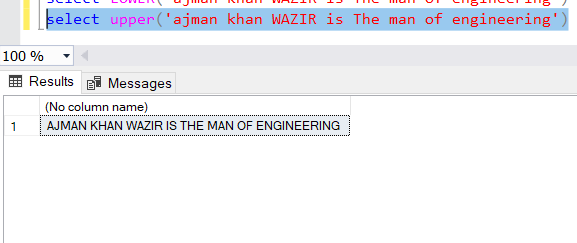 select LOWER('ajman khan WAZIR is The man of engineering')
select upper('ajman khan WAZIR is The man of engineering')
100 %
Results Messages
(No column name)
1 AJMAN KHAN WAZIR IS THE MAN OF ENGINEERING